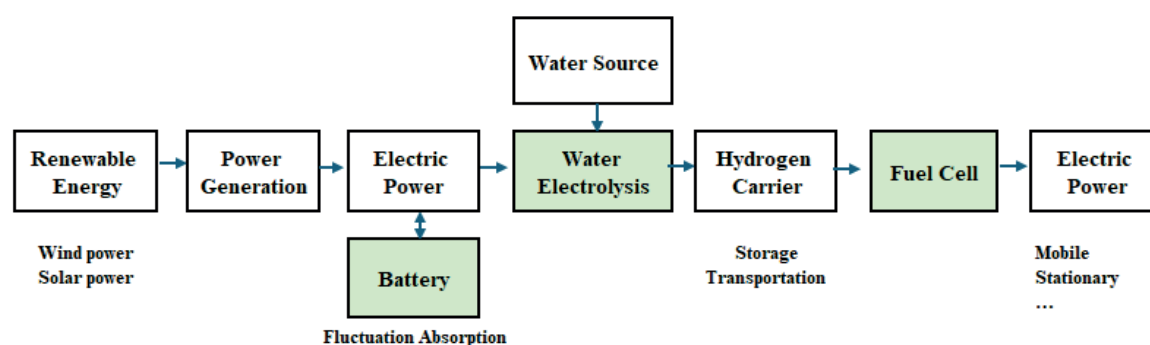 Water Source
Renewable
Energy
Power
Generation
Electric
Power
Water
Electrolysis
Hydrogen
Carrier
Fuel Cell
Electric
Power
Wind power
Solar power
Battery
Fluctuation Absorption
Storage
Transportation
Mobile
Stationary
…